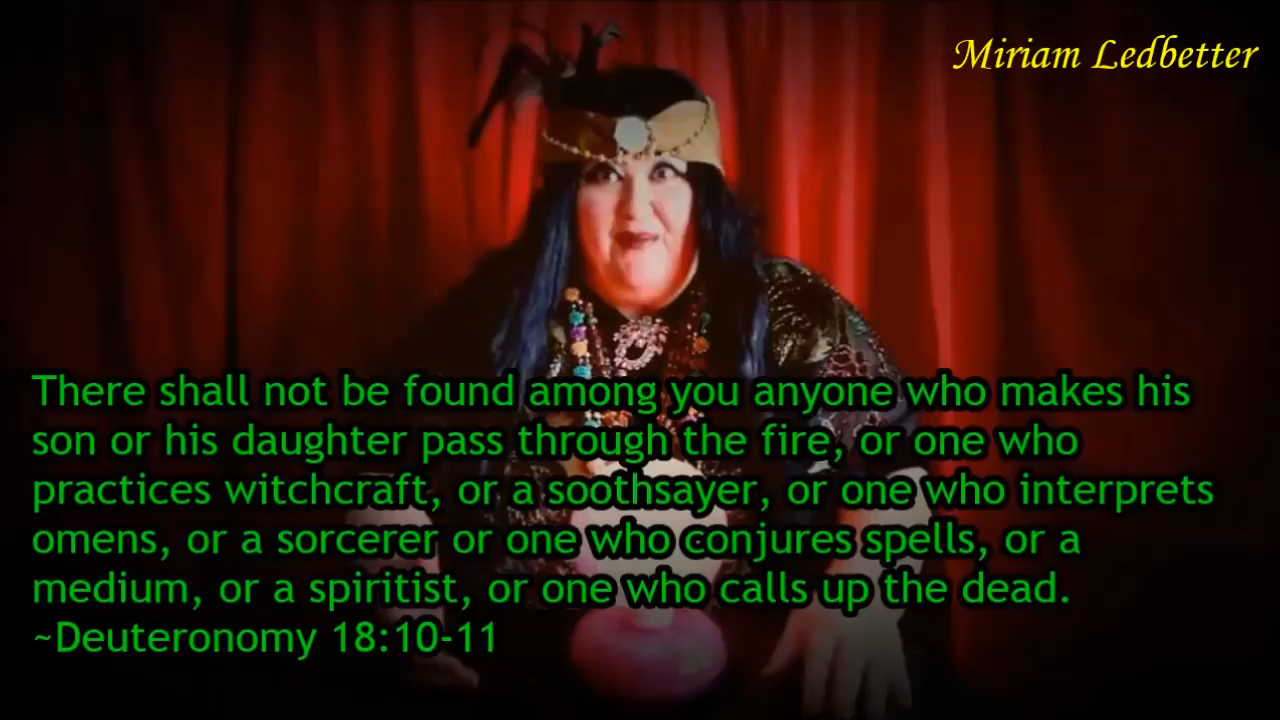 Miriam Ledbetter
There shall not be found among you anyone who makes his
son or his daughter pass through the fire, or one who
practices witchcraft, or a soothsayer, or one who interprets
omens, or a sorcerer or one who conjures spells, or a
medium, or a spiritist, or one who calls up the dead.
~Deuteronomy 18:10-11